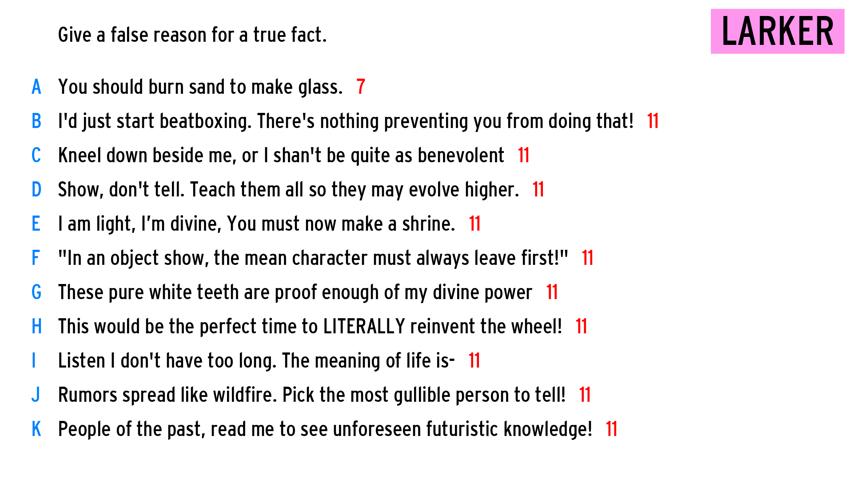 Give a false reason for a true fact.
LARKER
A You should burn sand to make glass. 7
B I'd just start beatboxing. There's nothing preventing you from doing that! 11
C Kneel down beside me, or I shan't be quite as benevolent 11
D Show, don't tell. Teach them all so they may evolve higher. 11
E I am light, I’m divine, You must now make a shrine. 11
F "In an object show, the mean character must always leave first!" 11
G These pure white teeth are proof enough of my divine power 11
H This would be the perfect time to LITERALLY reinvent the wheel! 11
I Listen I don't have too long. The meaning of life is- 11
J Rumors spread like wildfire. Pick the most gullible person to tell! 11
K People of the past, read me to see unforeseen futuristic knowledge! 11